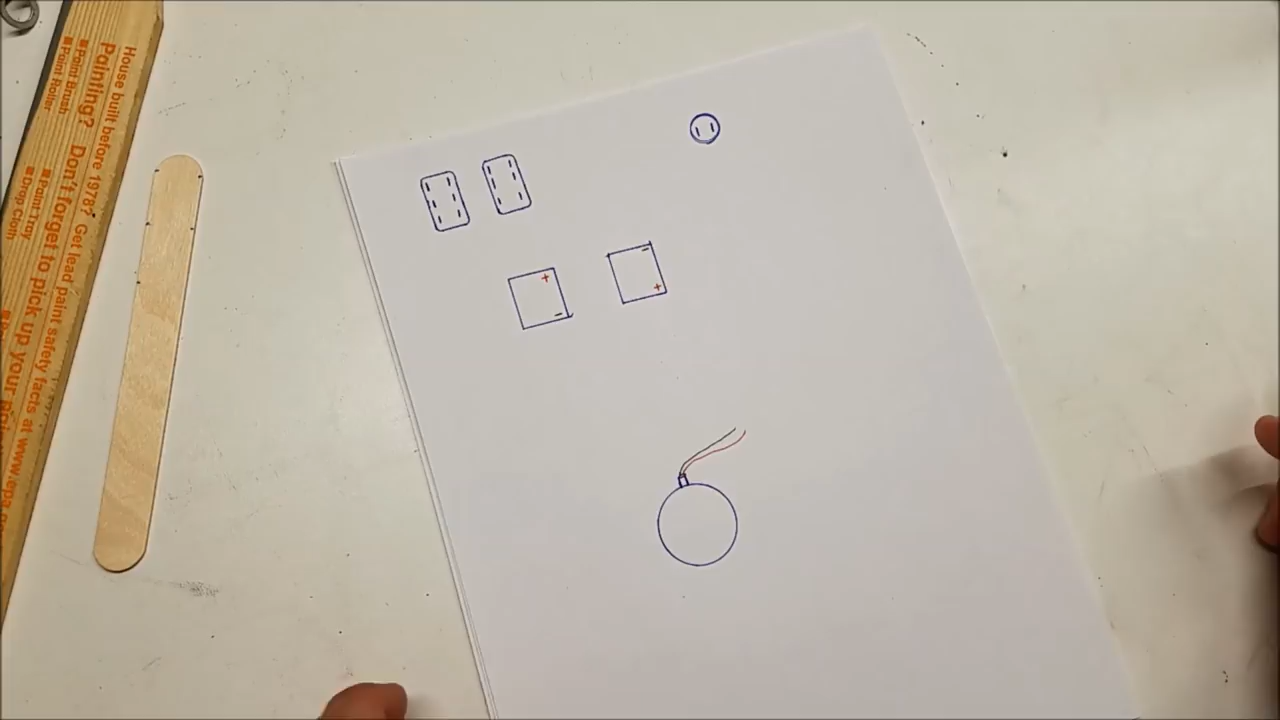 House built before 1978? Get lead paint safety facts at www.epa.
Painting? Don't forget to pick up your
■ Paint Brush ■ Paint Tray
■ Paint Roller ■ Drop Cloth
+ -
- +